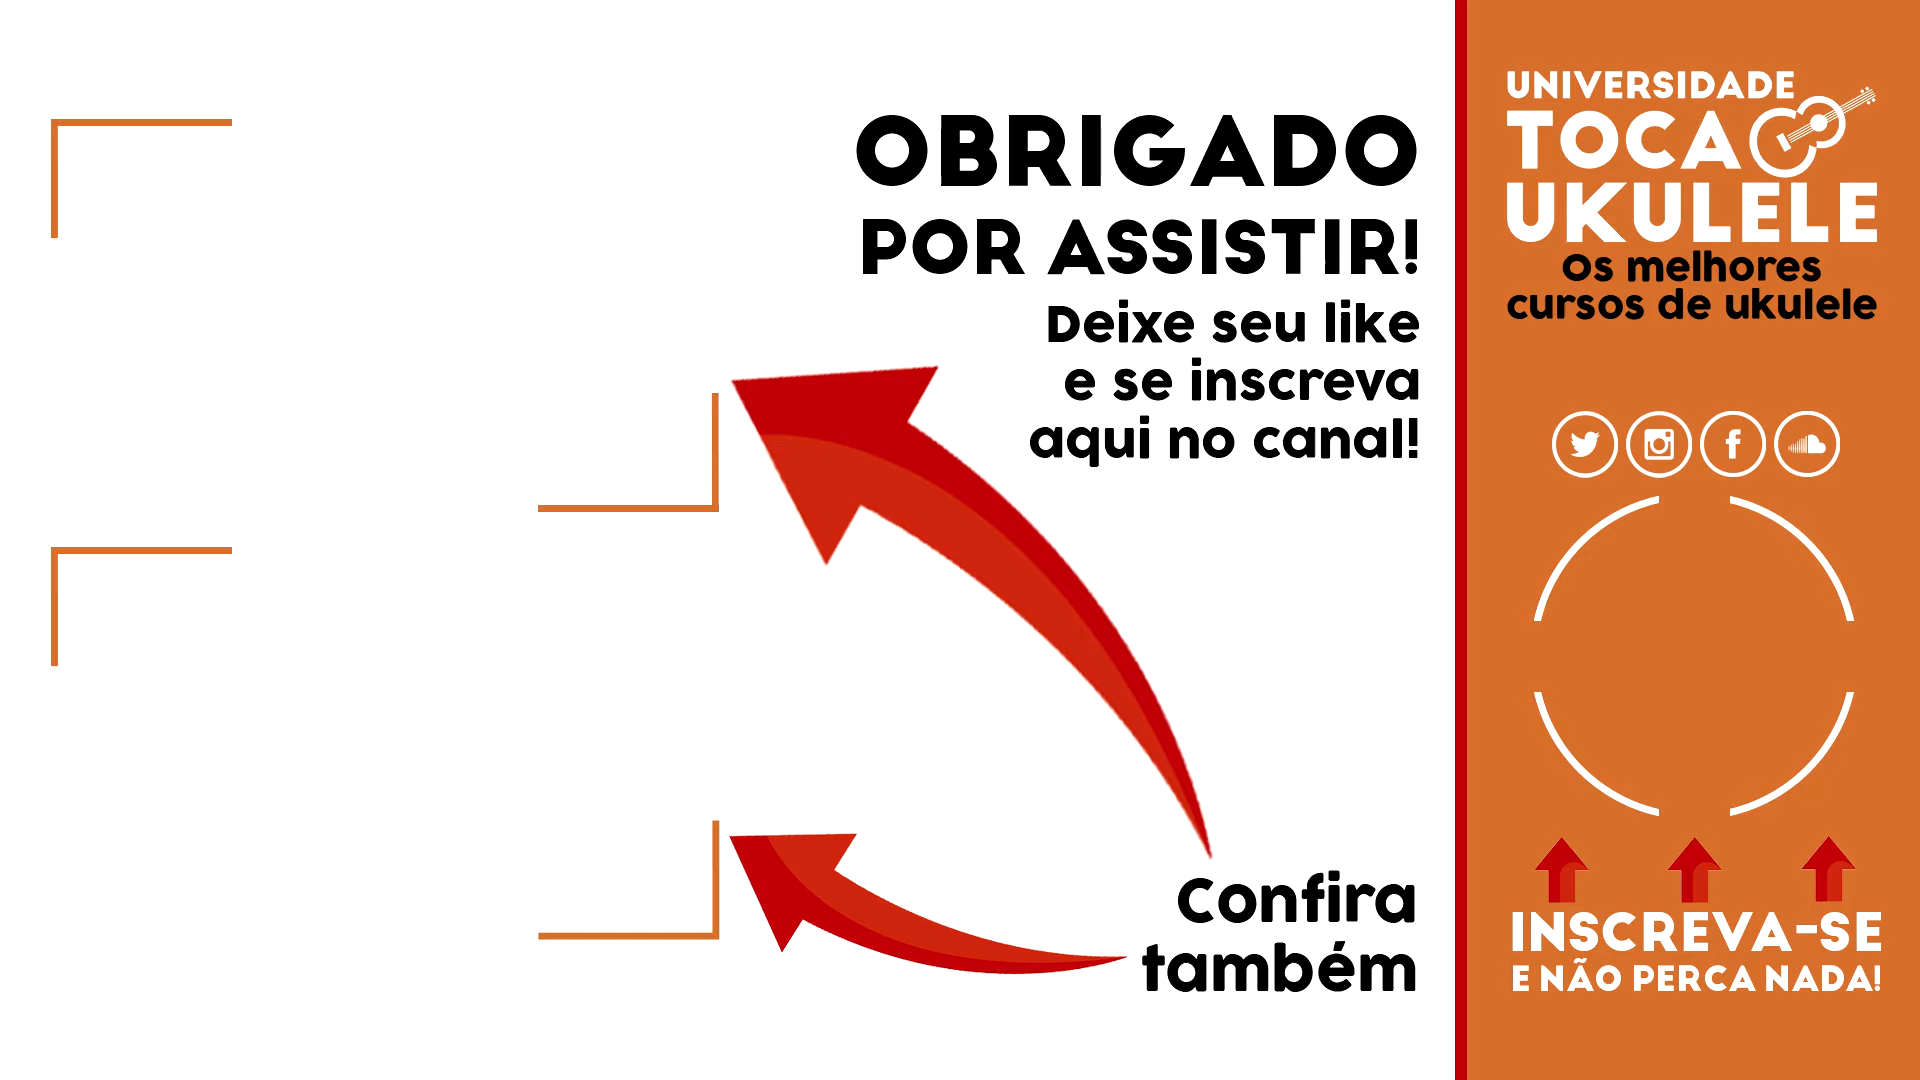 OBRIGADO
POR ASSISTIR!
Deixe seu like
e se inscreva
aqui no canal!
Confira
também
UNIVERSIDADE
TOCA
UKULELE
Os melhores
cursos de ukulele
INSCREVA-SE
E NÃO PERCA NADA!